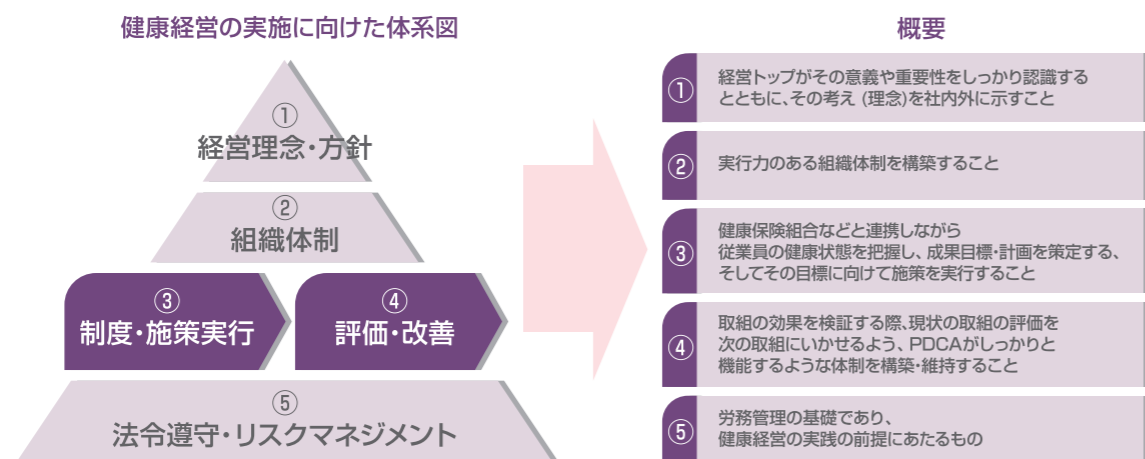 健康経営の実施に向けた体系図
①
経営理念・方針
②
組織体制
③
制度・施策実行
④
評価・改善
⑤
法令遵守・リスクマネジメント
概要
①
経営トップがその意義や重要性をしっかり認識する
とともに、その考え (理念)を社内外に示すこと
②
実行力のある組織体制を構築すること
③
健康保険組合などと連携しながら
従業員の健康状態を把握し、成果目標・計画を策定する、
そしてその目標に向けて施策を実行すること
④
取組の効果を検証する際、現状の取組の評価を
次の取組にいかせるよう、PDCAがしっかりと
機能するような体制を構築・維持すること
⑤
労務管理の基礎であり、
健康経営の実践の前提にあたるもの